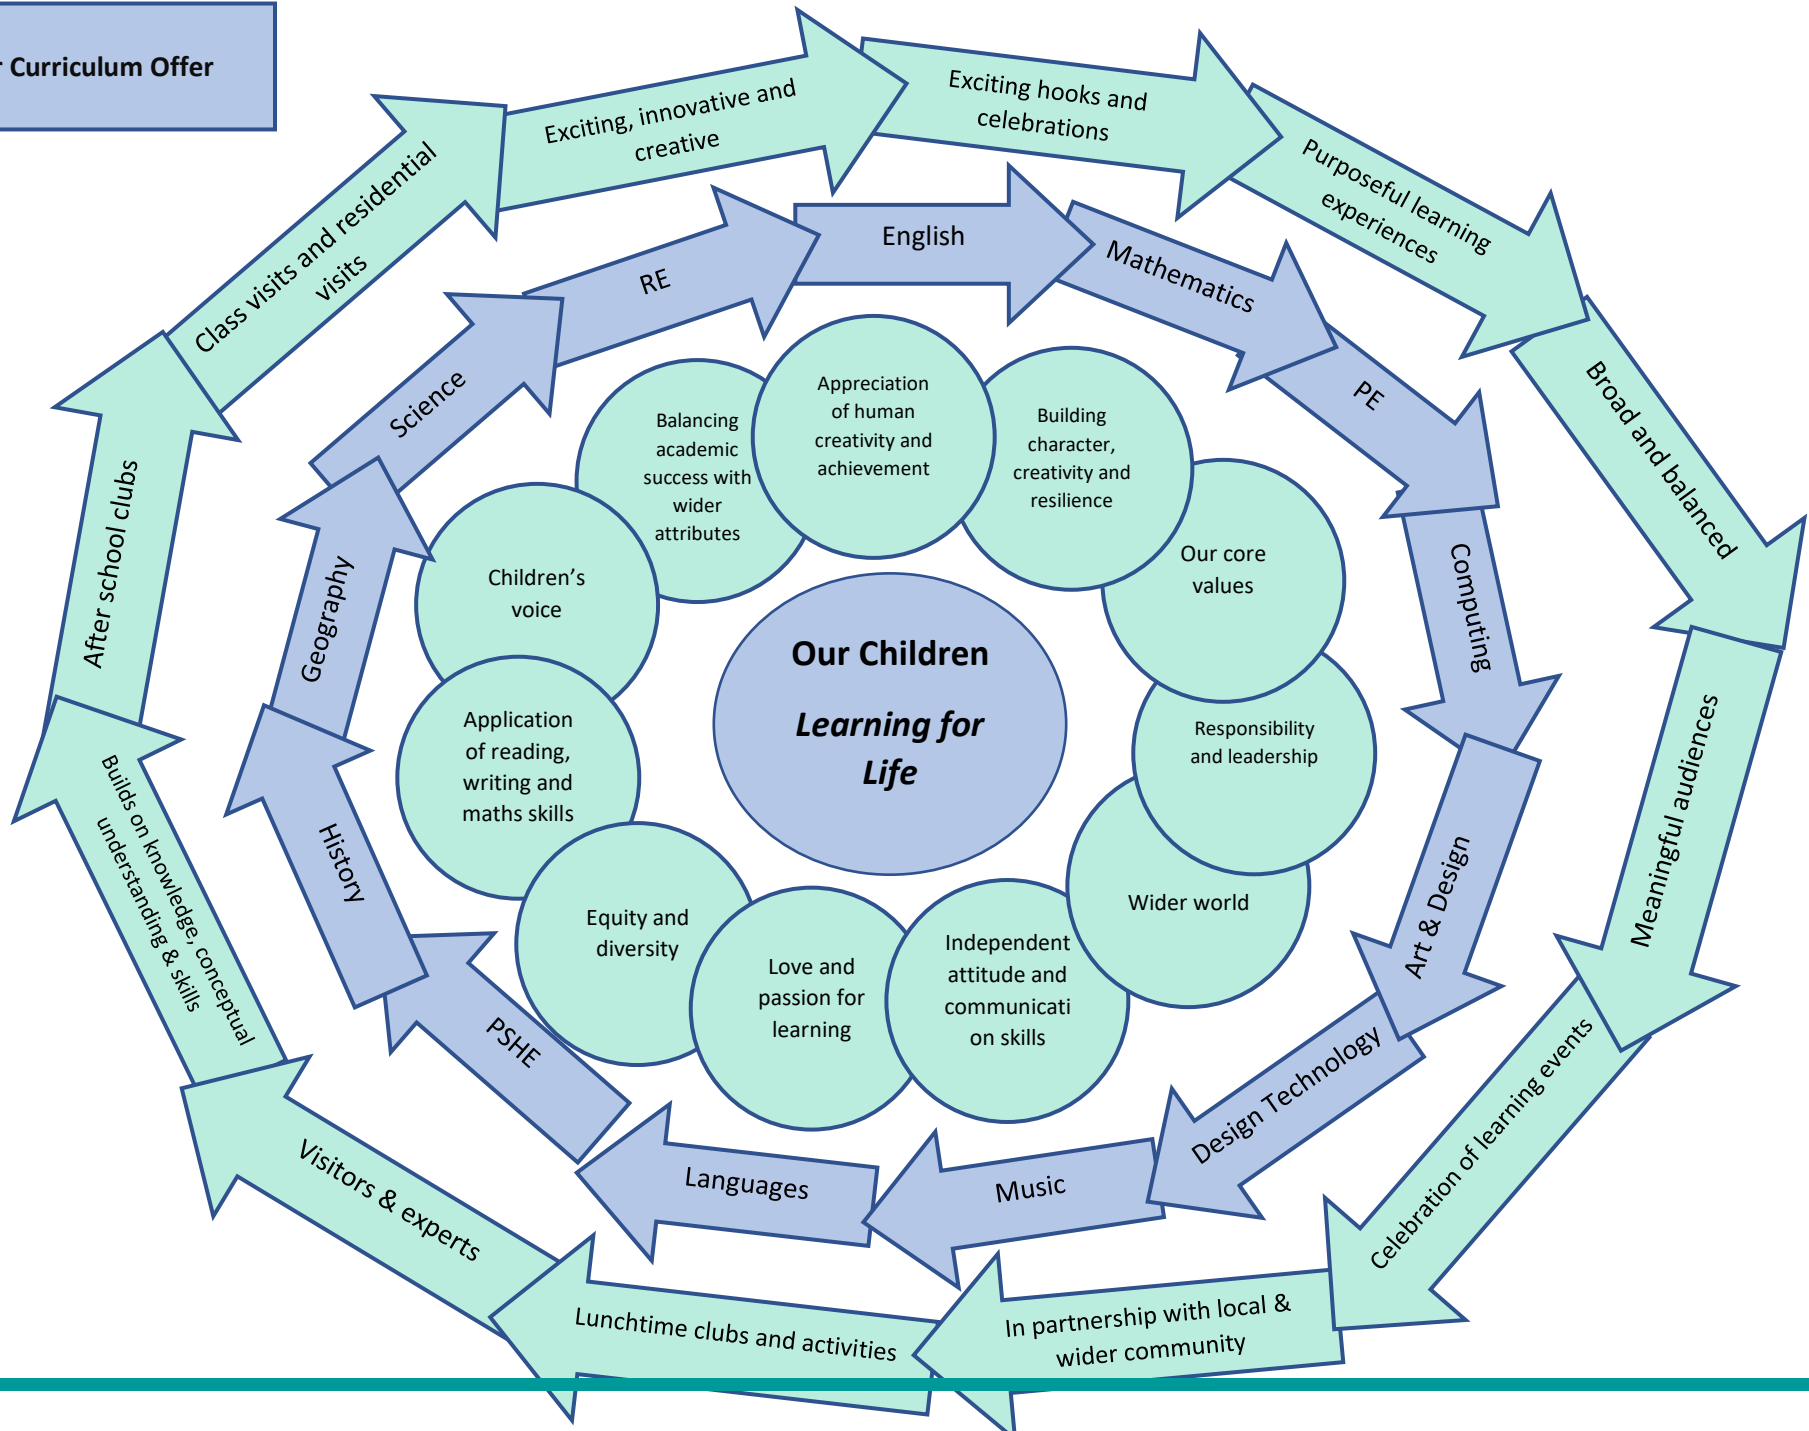 r Curriculum Offer
Exciting, innovative and
creative
Exciting hooks and
celebrations
Purposeful learning
experiences
Broad and balanced
Meaningful audiences
Celebration of learning events
In partnership with local &
wider community
Lunchtime clubs and activities
Visitors & experts
Builds on knowledge, conceptual
understanding & skills
After school clubs
Class visits and residential
visits
English
Mathematics
PE
Computing
Art & Design
Design Technology
Music
Languages
PSHE
History
Geography
Science
RE
Appreciation
of human
creativity and
achievement
Building
character,
creativity and
resilience
Our core
values
Responsibility
and leadership
Wider world
Independent
attitude and
communicati
on skills
Love and
passion for
learning
Equity and
diversity
Application
of reading,
writing and
maths skills
Children’s
voice
Balancing
academic
success with
wider
attributes
Our Children
Learning for
Life